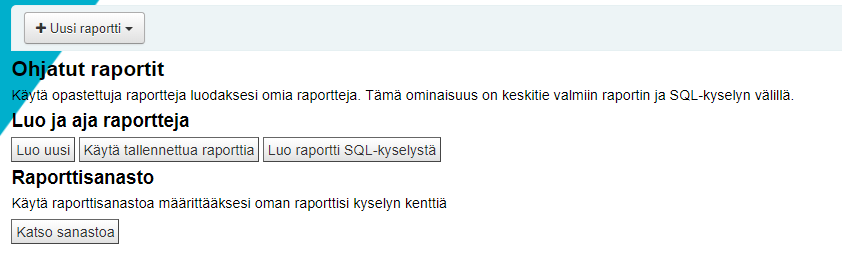 + Uusi raportti
Ohjatut raportit
Käytä opastettuja raportteja luodaksesi omia raportteja. Tämä ominaisuus on keskitie valmiin raportin ja SQL-kyselyn välillä.
Luo ja aja raportteja
Luo uusi Käytä tallennettua raporttia Luo raportti SQL-kyselystä
Raporttisanasto
Käytä raporttisanastoa määrittääksesi oman raporttisi kyselyn kenttiä
Katso sanastoa